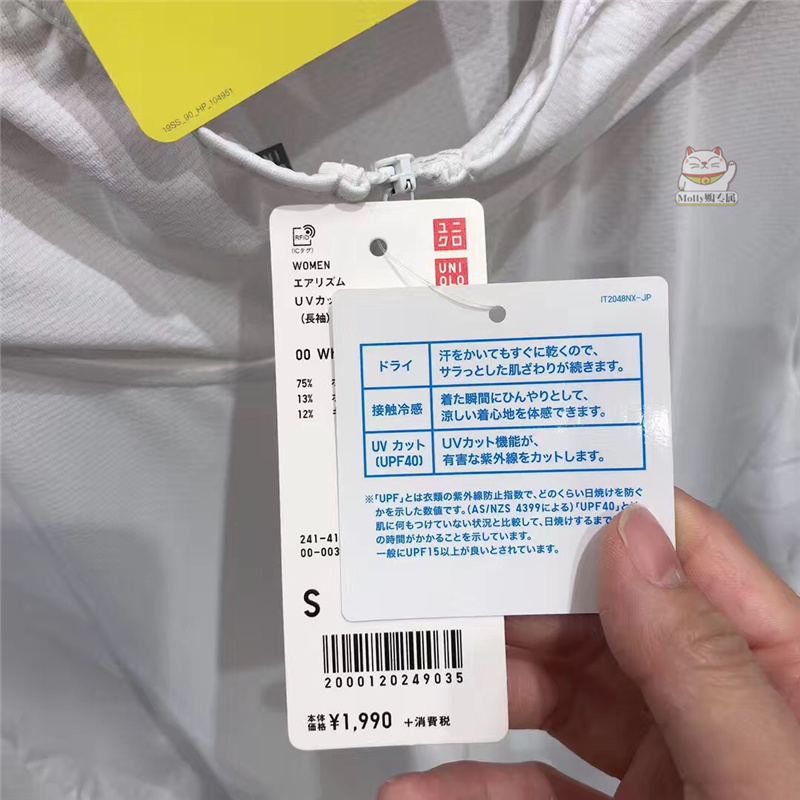 19SS_90_HP_104951
Molly购专属
RFID
(ICタグ)
ユニ
クロ
UNI
QLO
WOMEN
エアリズム
UVカッ
(長袖)
00 WH
75%
13%
12%
241-41
00-003
S
2000120249035
本体
価格 ¥1,990 +消費税
IT2048NX-JP
ドライ
汗をかいてもすぐに乾くので、
サラっとした肌ざわりが続きます。
接触冷感
着た瞬間にひんやりとして、
涼しい着心地を体感できます。
UV カット
(UPF40)
UVカット機能が、
有害な紫外線をカットします。
※「UPF」とは衣類の紫外線防止指数で、どのくらい日焼けを防ぐ
かを示した数値です。(AS/NZS 4399による)「UPF40」とは
肌に何もつけていない状況と比較して、日焼けするまで
の時間がかかることを示しています。
一般にUPF15以上が良いとされています。